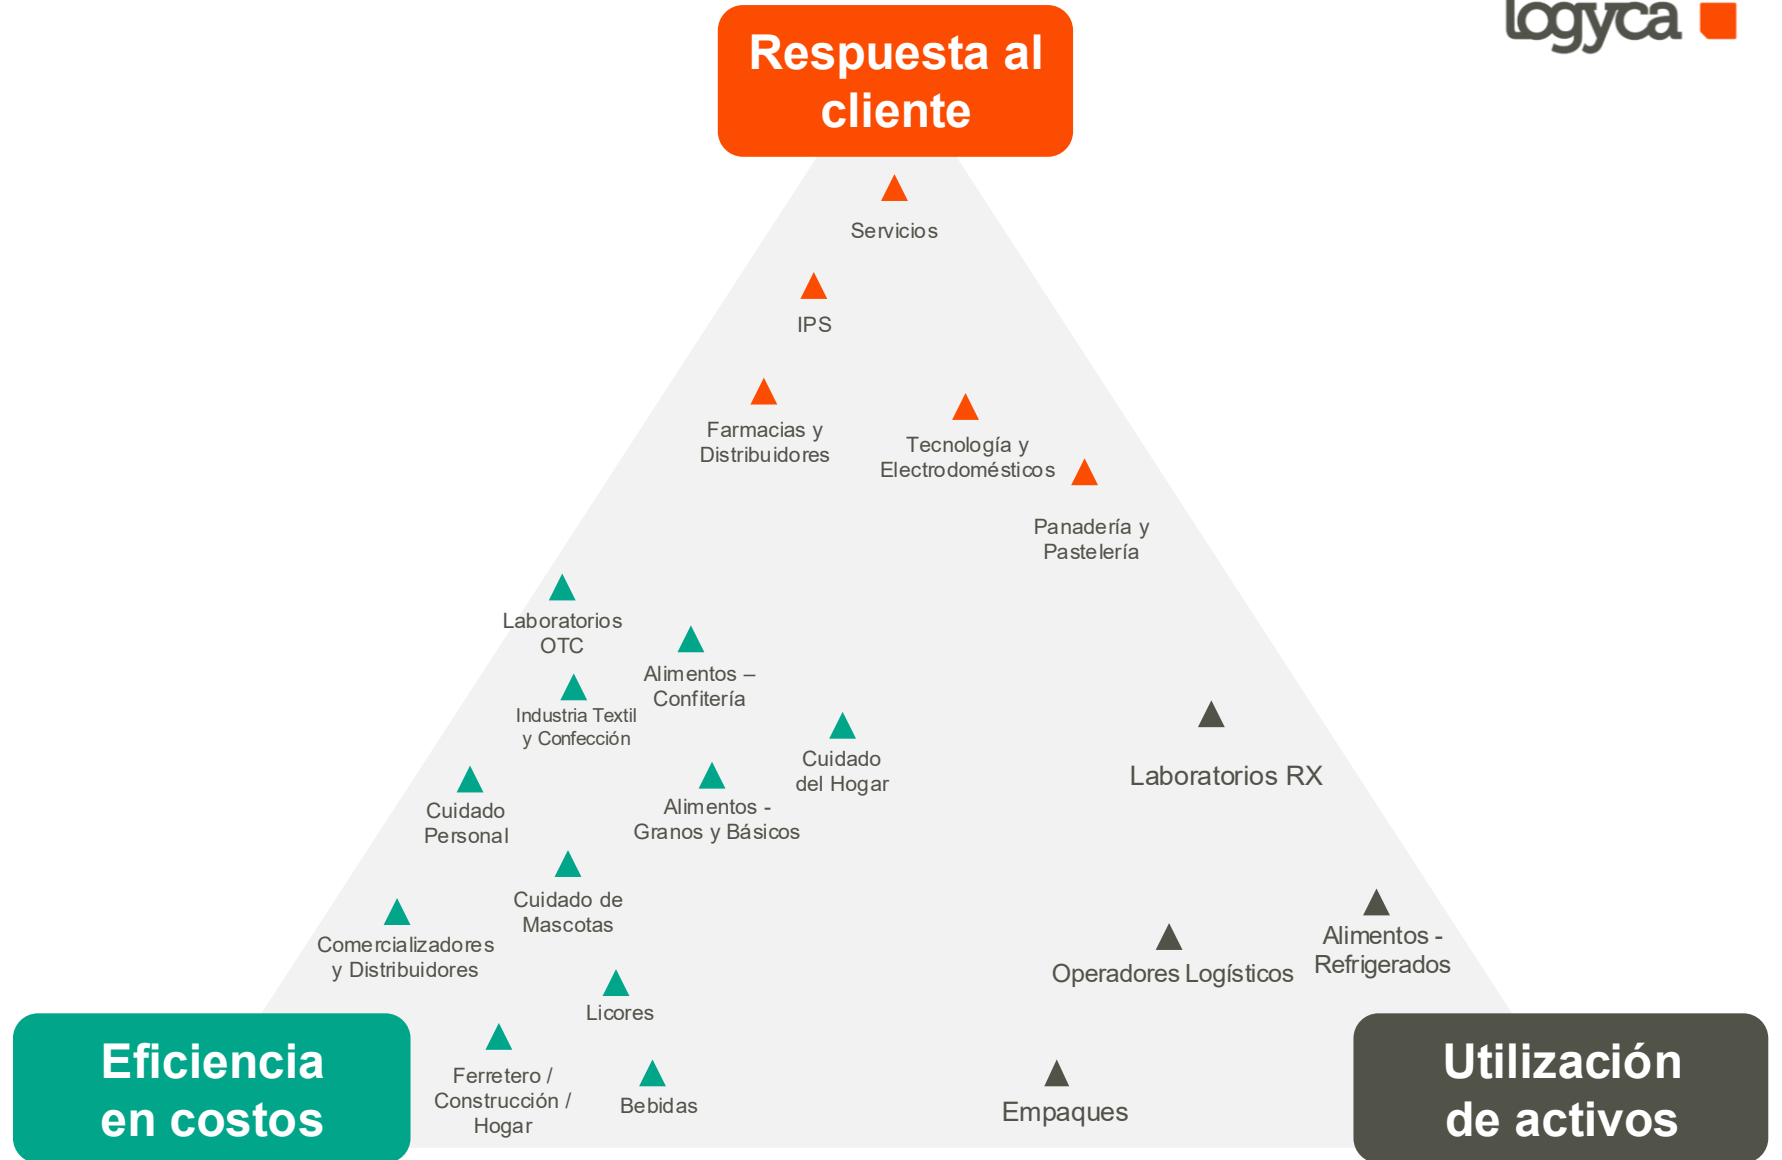 logyca
Respuesta al
cliente
Servicios
IPS
Farmacias y
Distribuidores
Tecnología y
Electrodomésticos
Panadería y
Pastelería
Laboratorios
OTC
Alimentos –
Confitería
Industria Textil
y Confección
Cuidado
del Hogar
Laboratorios RX
Cuidado
Personal
Alimentos -
Granos y Básicos
Cuidado de
Mascotas
Comercializadores
y Distribuidores
Operadores Logísticos
Alimentos -
Refrigerados
Licores
Eficiencia
en costos
Ferretero /
Construcción /
Hogar
Bebidas
Empaques
Utilización
de activos